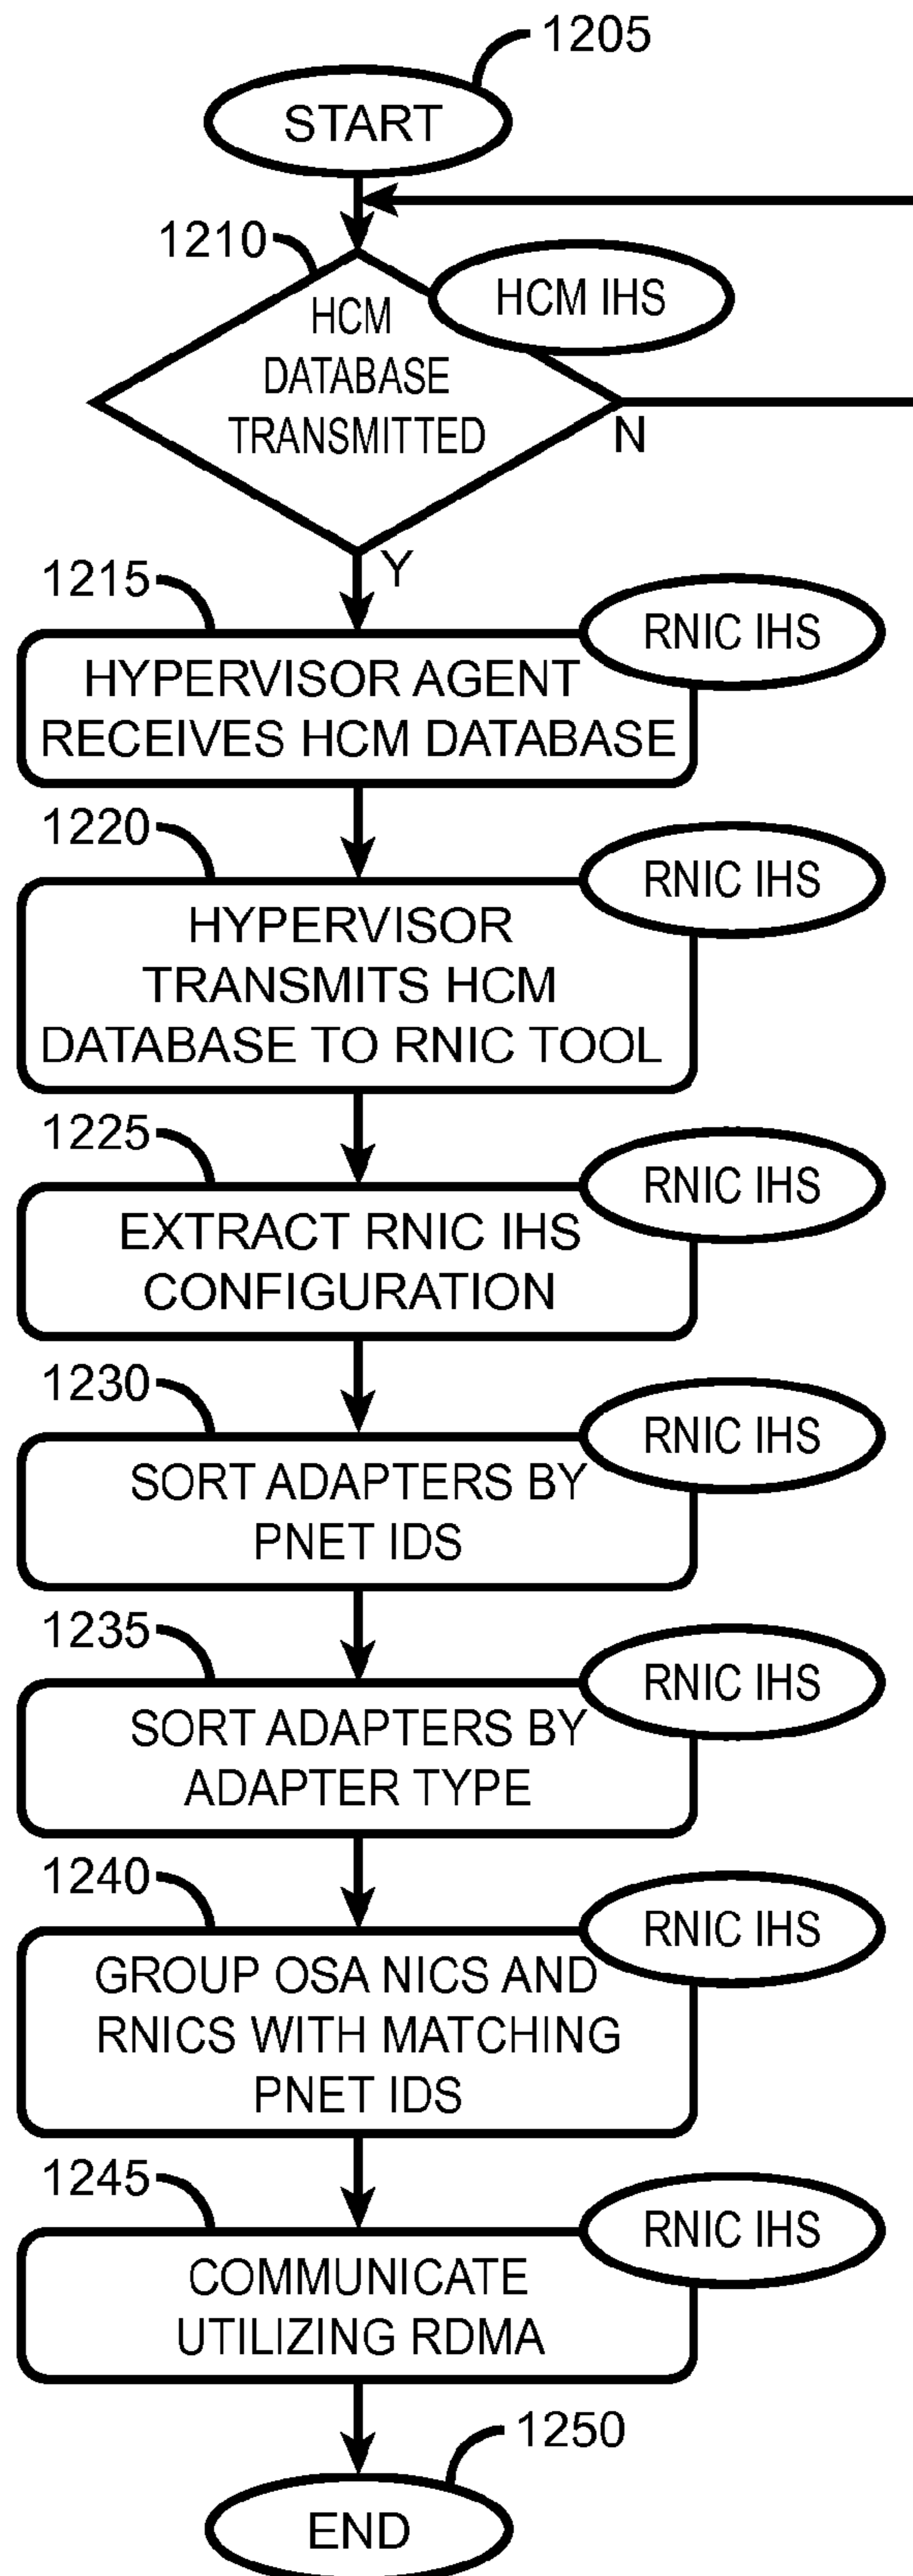 1205
START
1210
HCM IHS
HCM
DATABASE
TRANSMITTED
N
Y
1215
RNIC IHS
HYPERVISOR AGENT
RECEIVES HCM DATABASE
1220
RNIC IHS
HYPERVISOR
TRANSMITS HCM
DATABASE TO RNIC TOOL
1225
RNIC IHS
EXTRACT RNIC IHS
CONFIGURATION
1230
RNIC IHS
SORT ADAPTERS BY
PNET IDS
1235
RNIC IHS
SORT ADAPTERS BY
ADAPTER TYPE
1240
RNIC IHS
GROUP OSA NICS AND
RNICS WITH MATCHING
PNET IDS
1245
RNIC IHS
COMMUNICATE
UTILIZING RDMA
1250
END